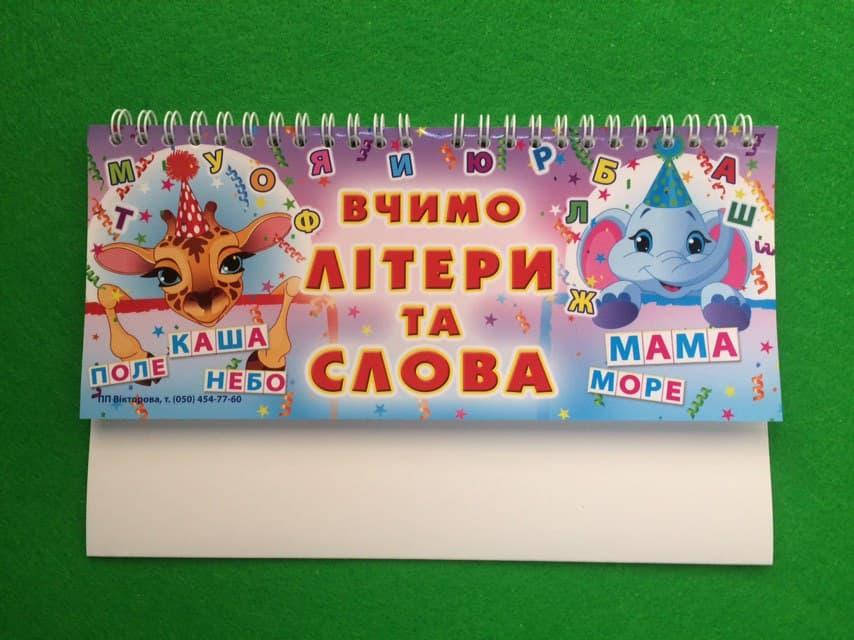 М У О Я И Ю Р Б А
Т Ф Л Ш
Ж
ВЧИМО
ЛІТЕРИ
ТА
СЛОВА
КАША
ПОЛЕ
НЕБО
МАМА
МОРЕ
ПП Вікторова, т. (050) 454-77-60